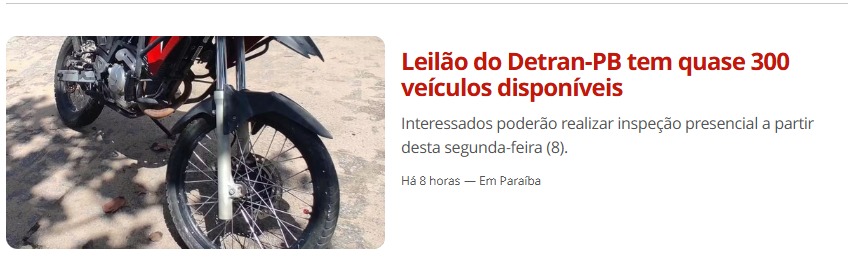 Leilão do Detran-PB tem quase 300
veículos disponíveis
Interessados poderão realizar inspeção presencial a partir
desta segunda-feira (8).
Há 8 horas — Em Paraíba